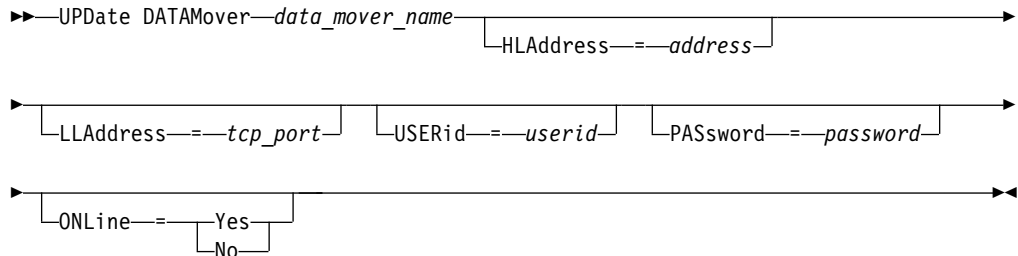 UPDate DATAMover data_mover_name
HLAddress = address
LLAddress = tcp_port USERid = userid PASsword = password
ONLine = Yes
No